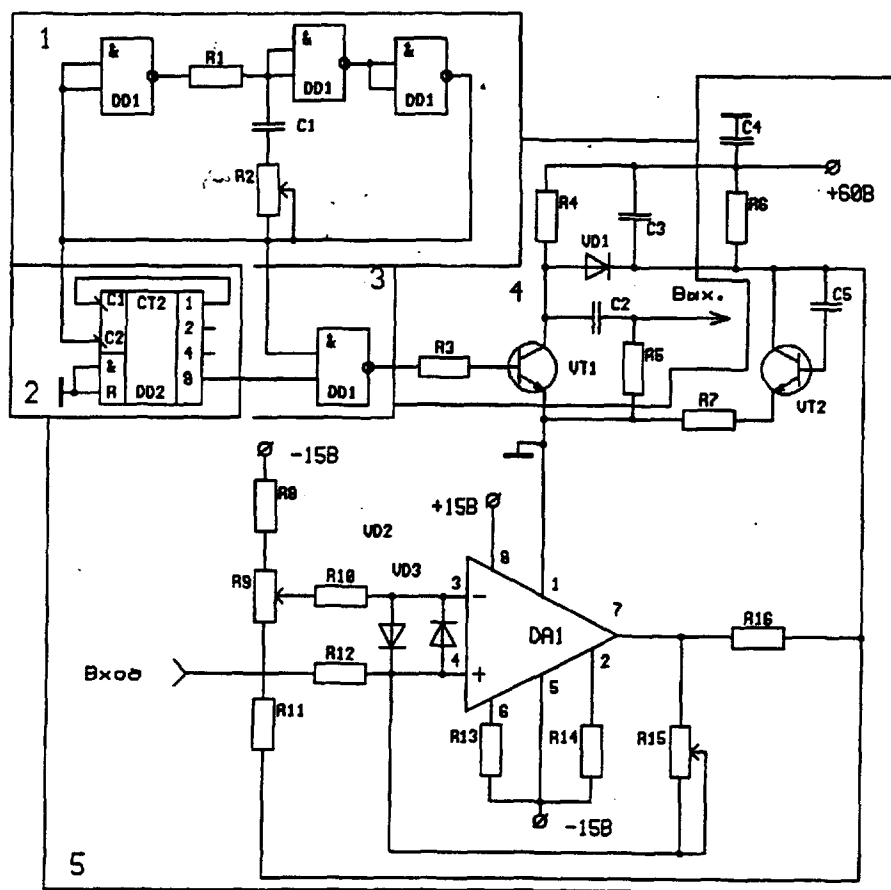 1
&
DD1
R1
&
DD1
&
DD1
C1
R2
C4
+60В
R4
C3
R6
VD1
3
4
C2
Вых.
C5
C1
CT2
1
2
C2
4
&
R
DD2
8
2
&
DD1
R3
VT1
R5
R7
VT2
-15В
R8
+15В
VD2
8
R9
R10
VD3
3
-
1
DA1
7
R16
Вход
R12
4
+
2
5
R11
6
R13
R14
R15
-15В
5